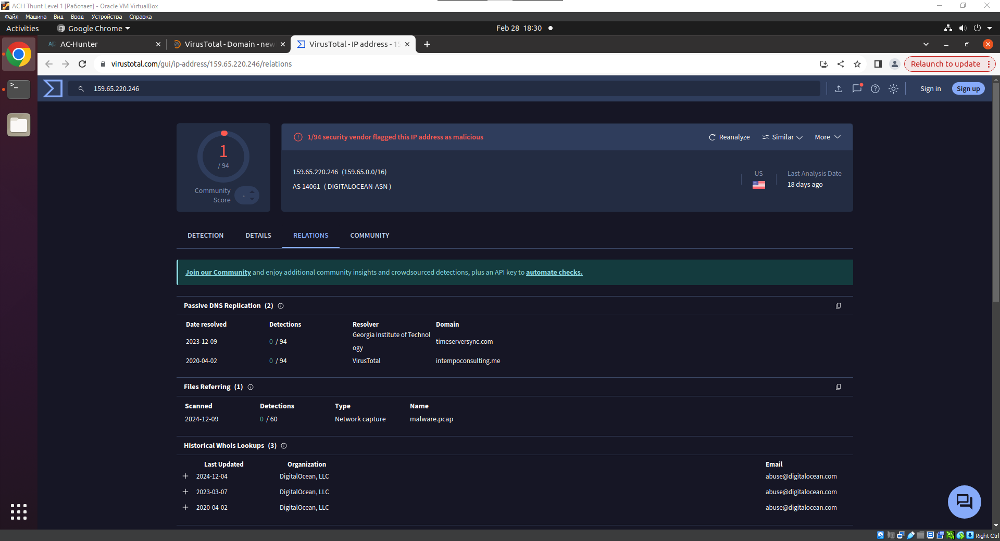 ACH Thunt Level 1 [Работает] - Oracle VM VirtualBox
Файл Машина Вид Ввод Устройства Справка
Activities Google Chrome Feb 28 18:30
AC-Hunter VirusTotal - Domain - new VirusTotal - IP address - 15
virustotal.com/gui/ip-address/159.65.220.246/relations Relaunch to update
159.65.220.246 Sign in Sign up
1/94 security vendor flagged this IP address as malicious Reanalyze Similar More
1
/ 94
159.65.220.246 (159.65.0.0/16) US Last Analysis Date
AS 14061 ( DIGITALOCEAN-ASN ) 18 days ago
Community
Score
DETECTION DETAILS RELATIONS COMMUNITY
Join our Community and enjoy additional community insights and crowdsourced detections, plus an API key to automate checks.
Passive DNS Replication (2)
Date resolved Detections Resolver Domain
2023-12-09 0 / 94 Georgia Institute of Technol
ogy timeserversync.com
2020-04-02 0 / 94 VirusTotal intempoconsulting.me
Files Referring (1)
Scanned Detections Type Name
2024-12-09 0 / 60 Network capture malware.pcap
Historical Whois Lookups (3)
Last Updated Organization Email
2024-12-04 DigitalOcean, LLC abuse@digitalocean.com
2023-03-07 DigitalOcean, LLC abuse@digitalocean.com
2020-04-02 DigitalOcean, LLC abuse@digitalocean.com
Right Ctrl